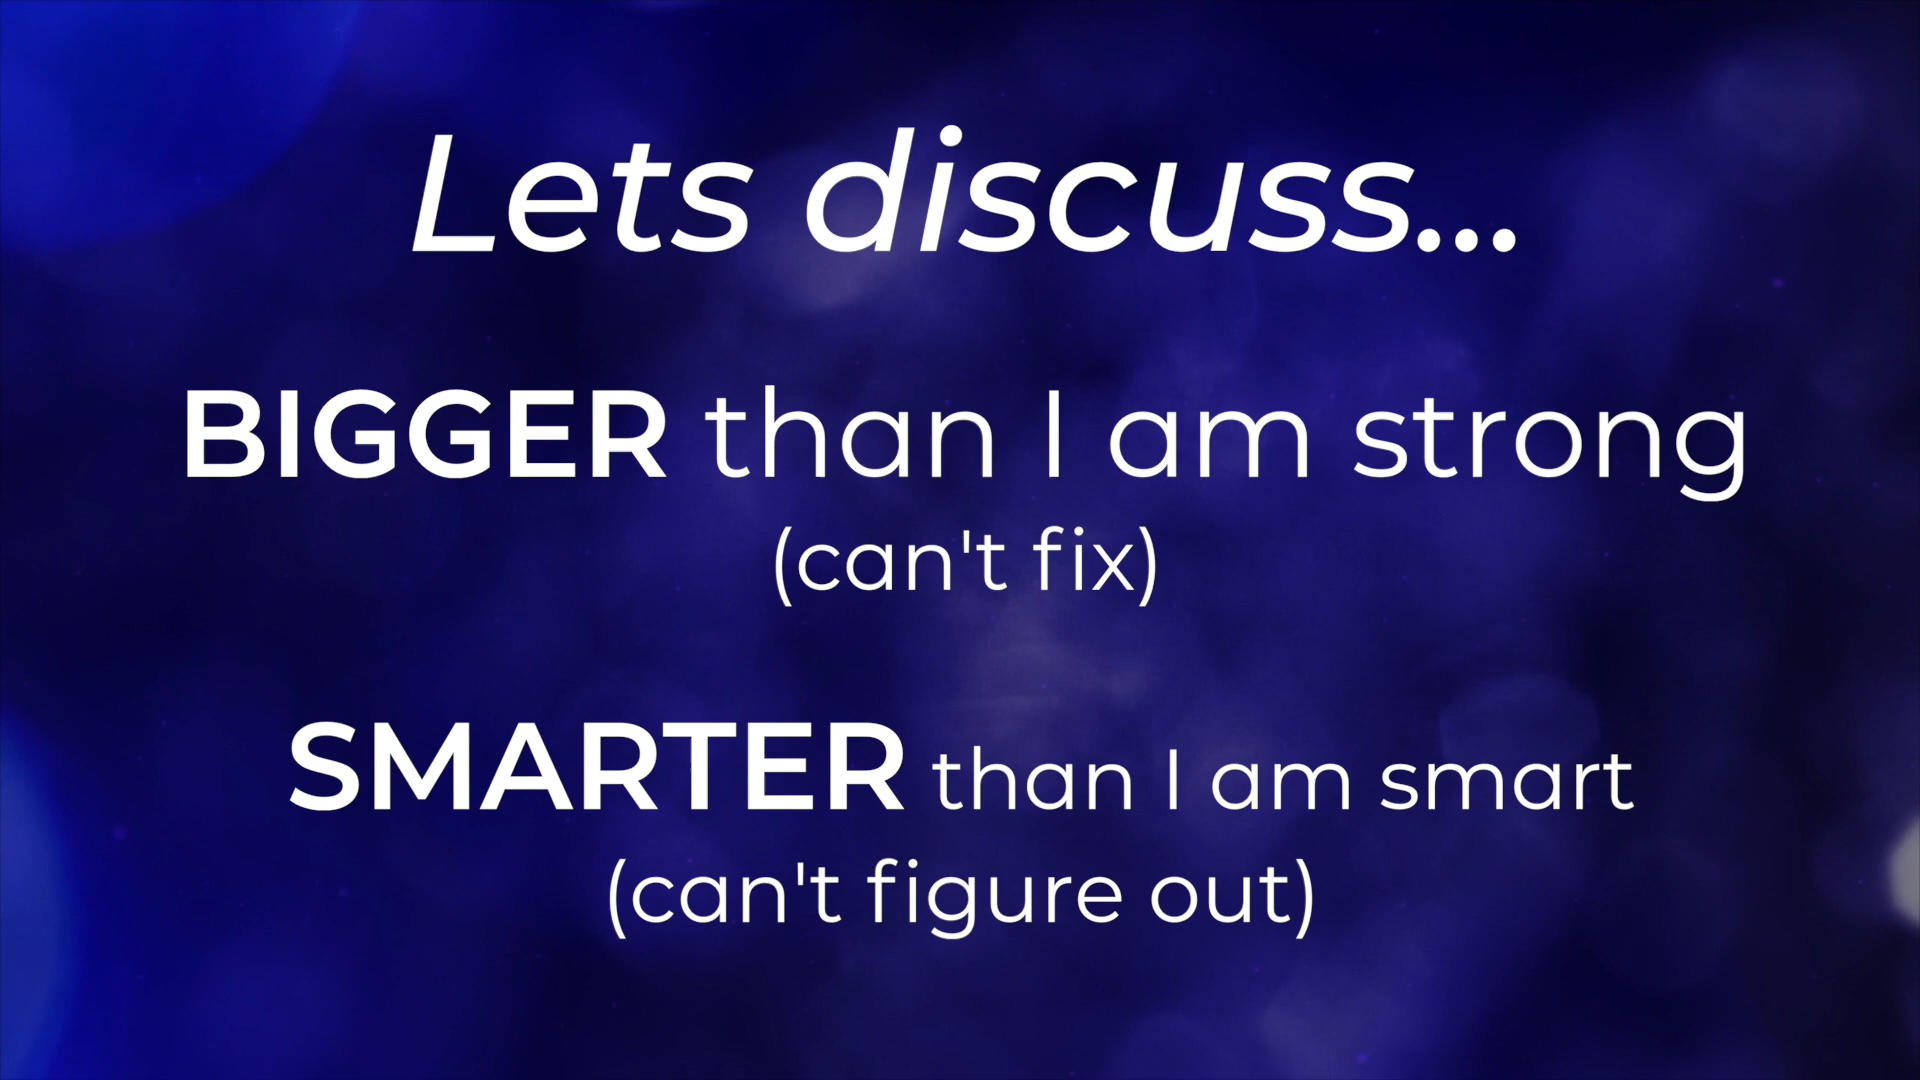 Lets discuss...
BIGGER than I am strong
(can't fix)
SMARTER than I am smart
(can't figure out)